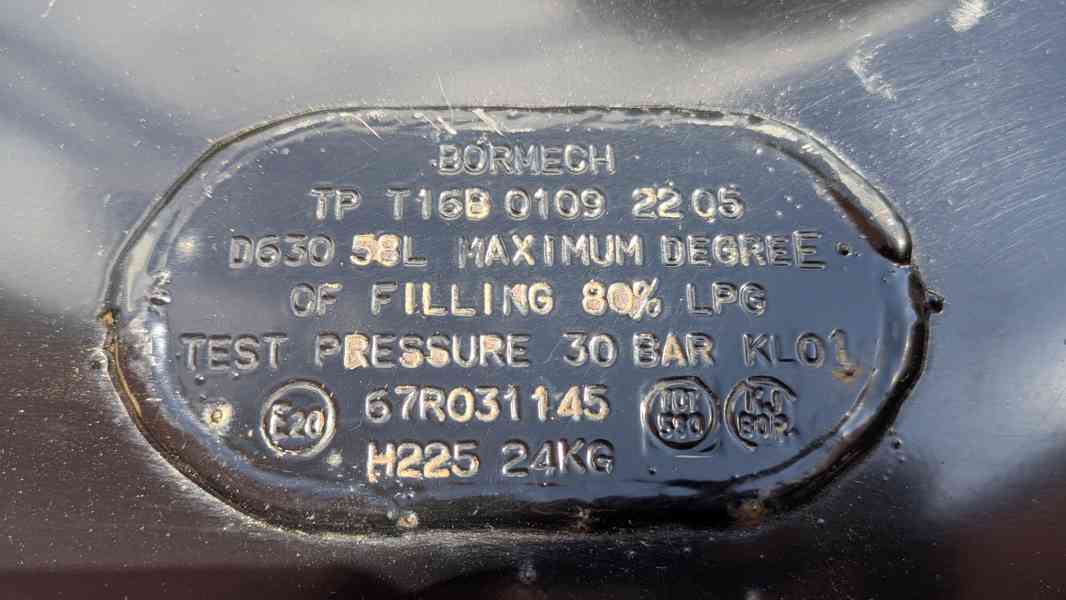 BORMECH
TP T16B 0109 22 05
D630 58L MAXIMUM DEGREE
OF FILLING 80% LPG
TEST PRESSURE 30 BAR KL01
E20 67R031145 TDT
H225 24KG